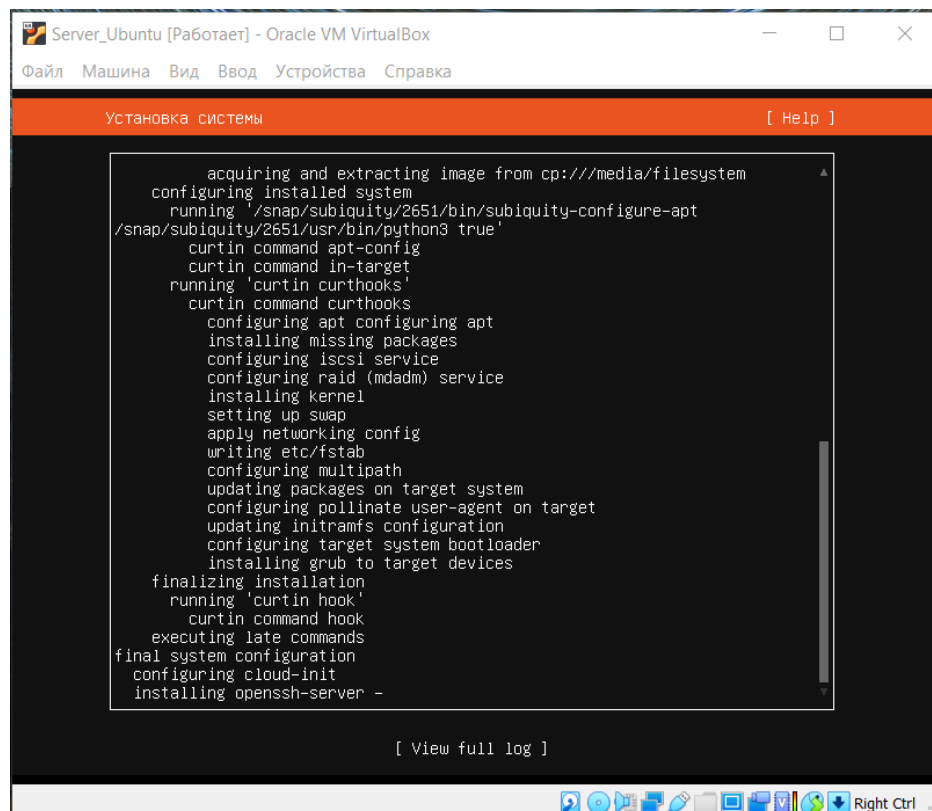 Server_Ubuntu [Работает] - Oracle VM VirtualBox
Файл Машина Вид Ввод Устройства Справка
Установка системы [ Help ]
acquiring and extracting image from cp:///media/filesystem
configuring installed system
running '/snap/subiquity/2651/bin/subiquity-configure-apt
/snap/subiquity/2651/usr/bin/python3 true'
curtin command apt-config
curtin command in-target
running 'curtin curthooks'
curtin command curthooks
configuring apt configuring apt
installing missing packages
configuring iscsi service
configuring raid (mdadm) service
installing kernel
setting up swap
apply networking config
writing etc/fstab
configuring multipath
updating packages on target system
configuring pollinate user-agent on target
updating initramfs configuration
configuring target system bootloader
installing grub to target devices
finalizing installation
running 'curtin hook'
curtin command hook
executing late commands
final system configuration
configuring cloud-init
installing openssh-server -
[ View full log ]
Right Ctrl